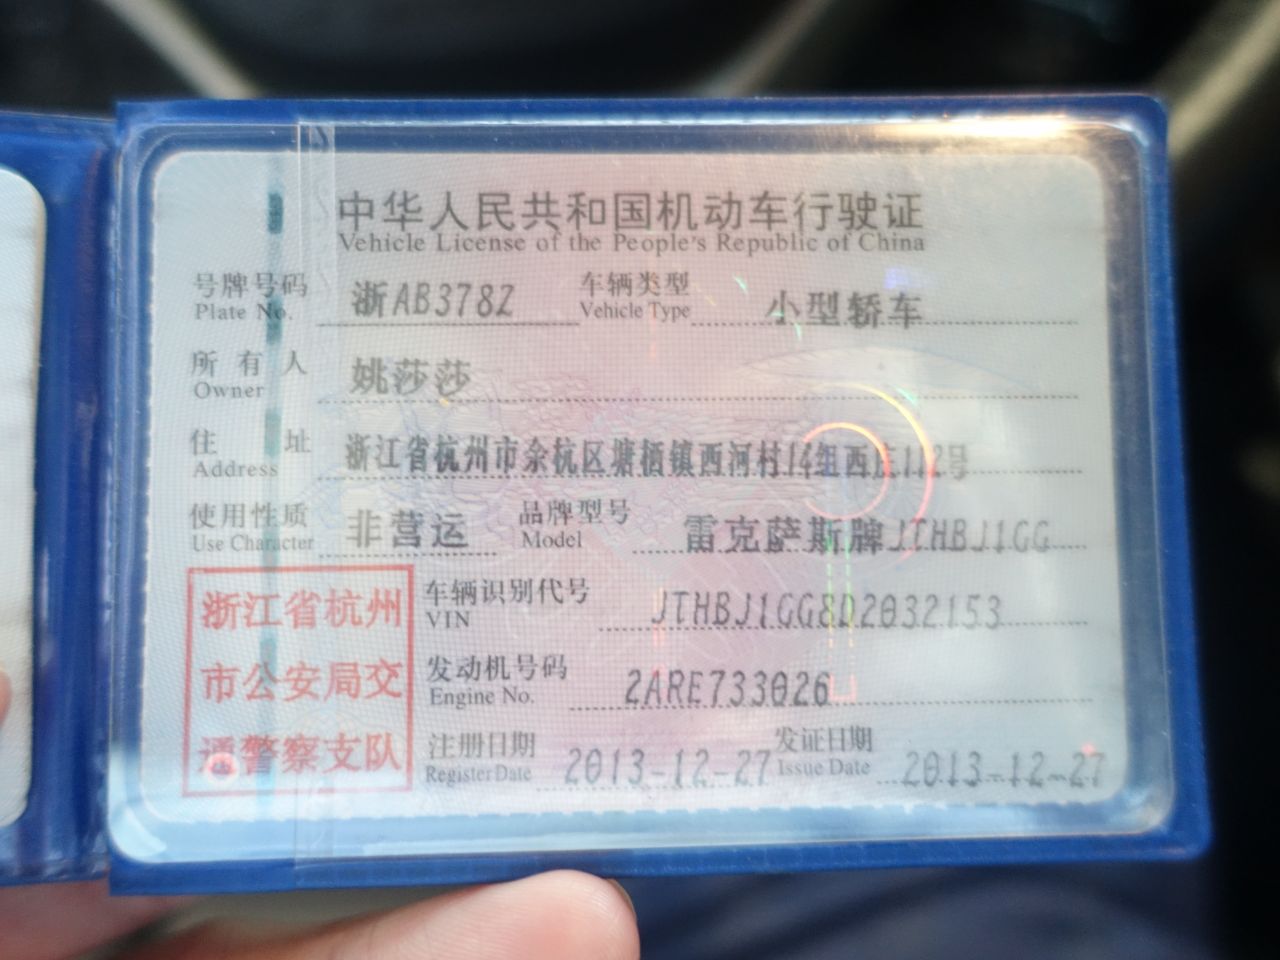 中华人民共和国机动车行驶证
Vehicle License of the People's Republic of China
号牌号码 浙AB378Z 车辆类型 小型轿车
Plate No. Vehicle Type
所有人 姚莎莎
Owner
住址 浙江省杭州市余杭区塘栖镇西河村14组西庄112号
Address
使用性质 非营运 品牌型号 雷克萨斯牌JTHBJ1GG
Use Character Model
浙江省杭州市公安局交通警察支队
车辆识别代号 JTHBJ1GG8D2032153
VIN
发动机号码 2ARE733026
Engine No.
注册日期 2013-12-27 发证日期 2013-12-27
Register Date Issue Date